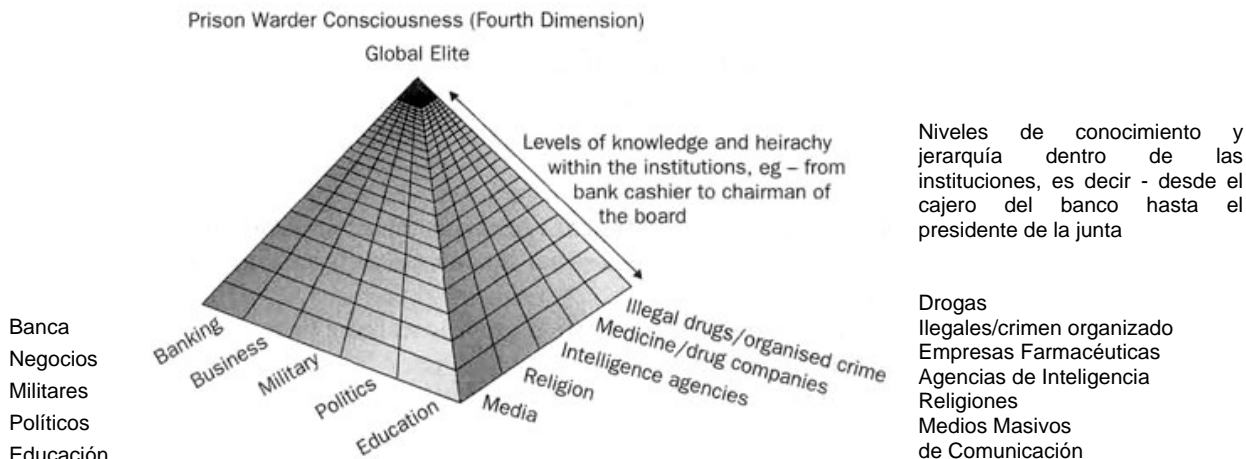 Prison Warder Consciousness (Fourth Dimension)
Global Elite
Levels of knowledge and heirachy
within the institutions, eg – from
bank cashier to chairman of
the board
Niveles de conocimiento y
jerarquía dentro de las
instituciones, es decir - desde el
cajero del banco hasta el
presidente de la junta
Banking
Business
Military
Politics
Education
Media
Religion
Intelligence agencies
Medicine/drug companies
Illegal drugs/organised crime
Banca
Negocios
Militares
Políticos
Educación
Drogas
Ilegales/crimen organizado
Empresas Farmacéuticas
Agencias de Inteligencia
Religiones
Medios Masivos
de Comunicación